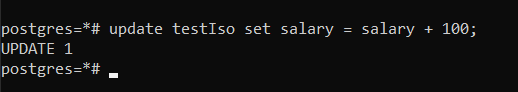 postgres=*# update testIso set salary = salary + 100;
UPDATE 1
postgres=*#